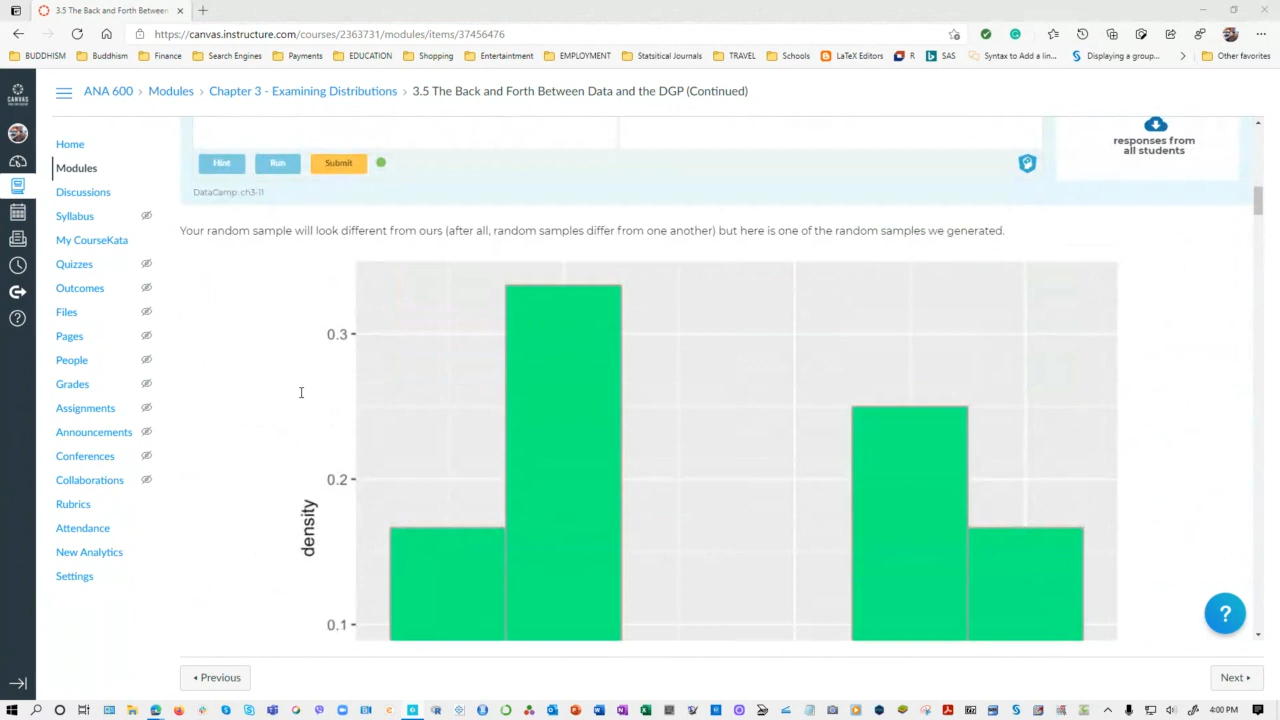 3.5 The Back and Forth Between
https://canvas.instructure.com/courses/2363731/modules/items/37456476
BUDDHISM Buddhism Finance Search Engines Payments EDUCATION Shopping Entertaintment EMPLOYMENT Statsitical Journals TRAVEL Schools LaTeX Editors R SAS Syntax to Add a lin... Displaying a group... Other favorites
CANVAS
ANA 600 › Modules › Chapter 3 - Examining Distributions › 3.5 The Back and Forth Between Data and the DGP (Continued)
Home
Modules
Discussions
Syllabus
My CourseKata
Quizzes
Outcomes
Files
Pages
People
Grades
Assignments
Announcements
Conferences
Collaborations
Rubrics
Attendance
New Analytics
Settings
responses from
all students
Hint Run Submit
DataCamp: ch3-11
Your random sample will look different from ours (after all, random samples differ from one another) but here is one of the random samples we generated.
0.3
0.2
0.1
density
?
Previous
Next
4:00 PM